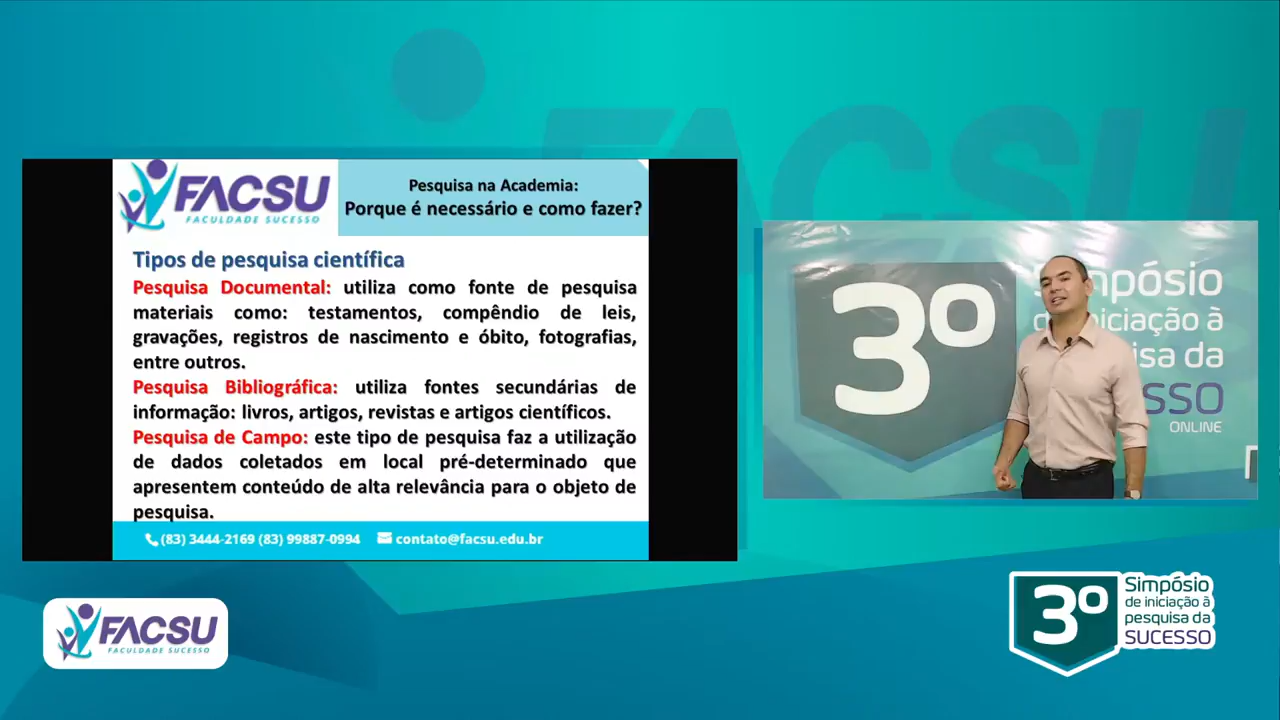 FACSU
FACSU
FACULDADE SUCESSO
Pesquisa na Academia:
Porque é necessário e como fazer?
Tipos de pesquisa científica
Pesquisa Documental: utiliza como fonte de pesquisa
materiais como: testamentos, compêndio de leis,
gravações, registros de nascimento e óbito, fotografias,
entre outros.
Pesquisa Bibliográfica: utiliza fontes secundárias de
informação: livros, artigos, revistas e artigos científicos.
Pesquisa de Campo: este tipo de pesquisa faz a utilização
de dados coletados em local pré-determinado que
apresentem conteúdo de alta relevância para o objeto de
pesquisa.
(83) 3444-2169 (83) 99887-0994 contato@facsu.edu.br
3º
mpósio
iniciação à
isa da
SSO
ONLINE
FACSU
FACULDADE SUCESSO
3º
Simpósio
de iniciação à
pesquisa da
SUCESSO